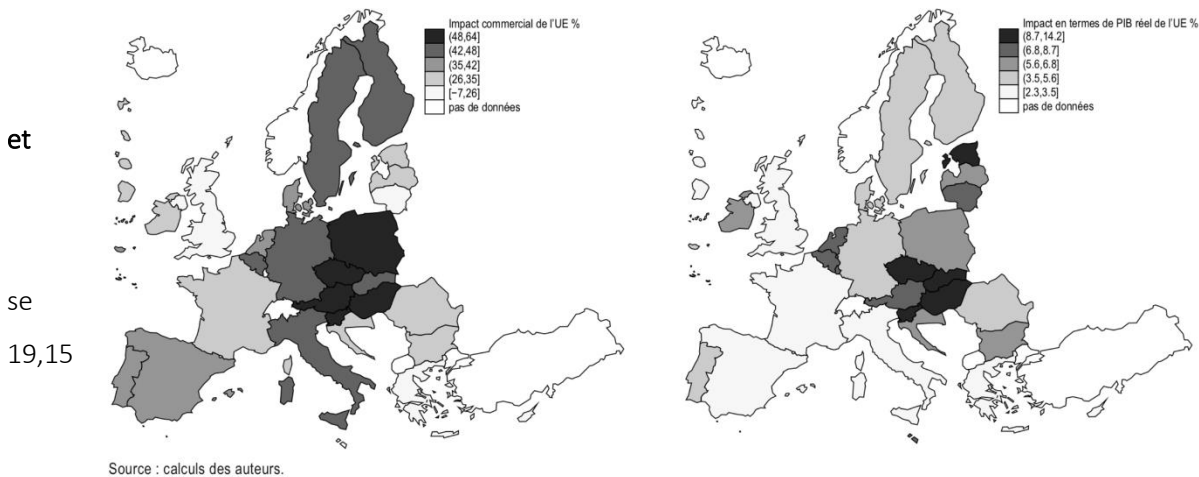 Impact commercial de l'UE %
(48,64]
(42,48]
(35,42]
(26,35]
[−7,26]
pas de données
Impact en termes de PIB réel de l'UE %
(8.7,14.2]
(6.8,8.7]
(5.6,6.8]
(3.5,5.6]
[2.3,3.5]
pas de données
et
se
19,15
Source : calculs des auteurs.